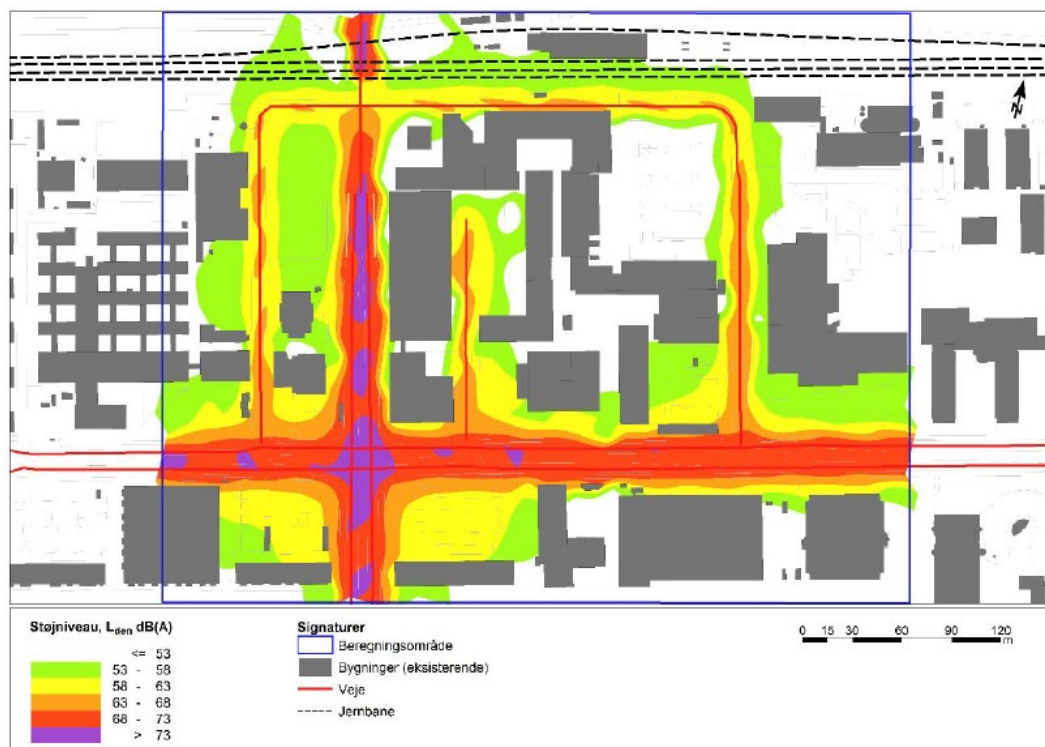 N
Støjniveau, Lden dB(A)
<= 53
53 - 58
58 - 63
63 - 68
68 - 73
> 73
Signaturer
Beregningsområde
Bygninger (eksisterende)
Veje
Jernbane
0 15 30 60 90 120
m